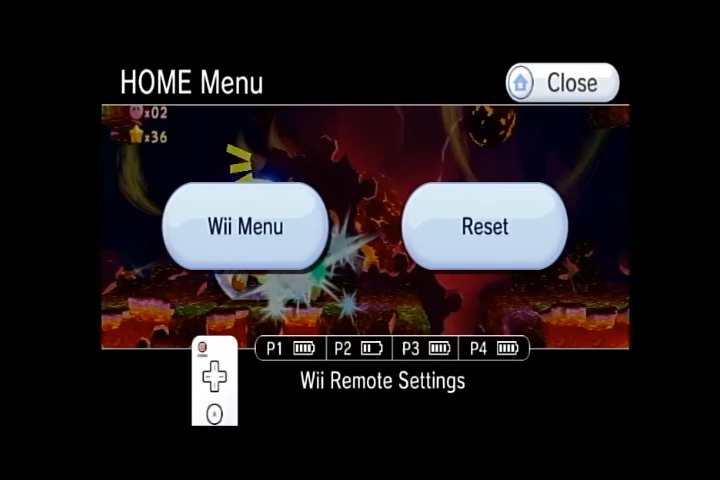 HOME Menu
Close
x02
x36
Wii Menu
Reset
P1 P2 P3 P4
A
Wii Remote Settings